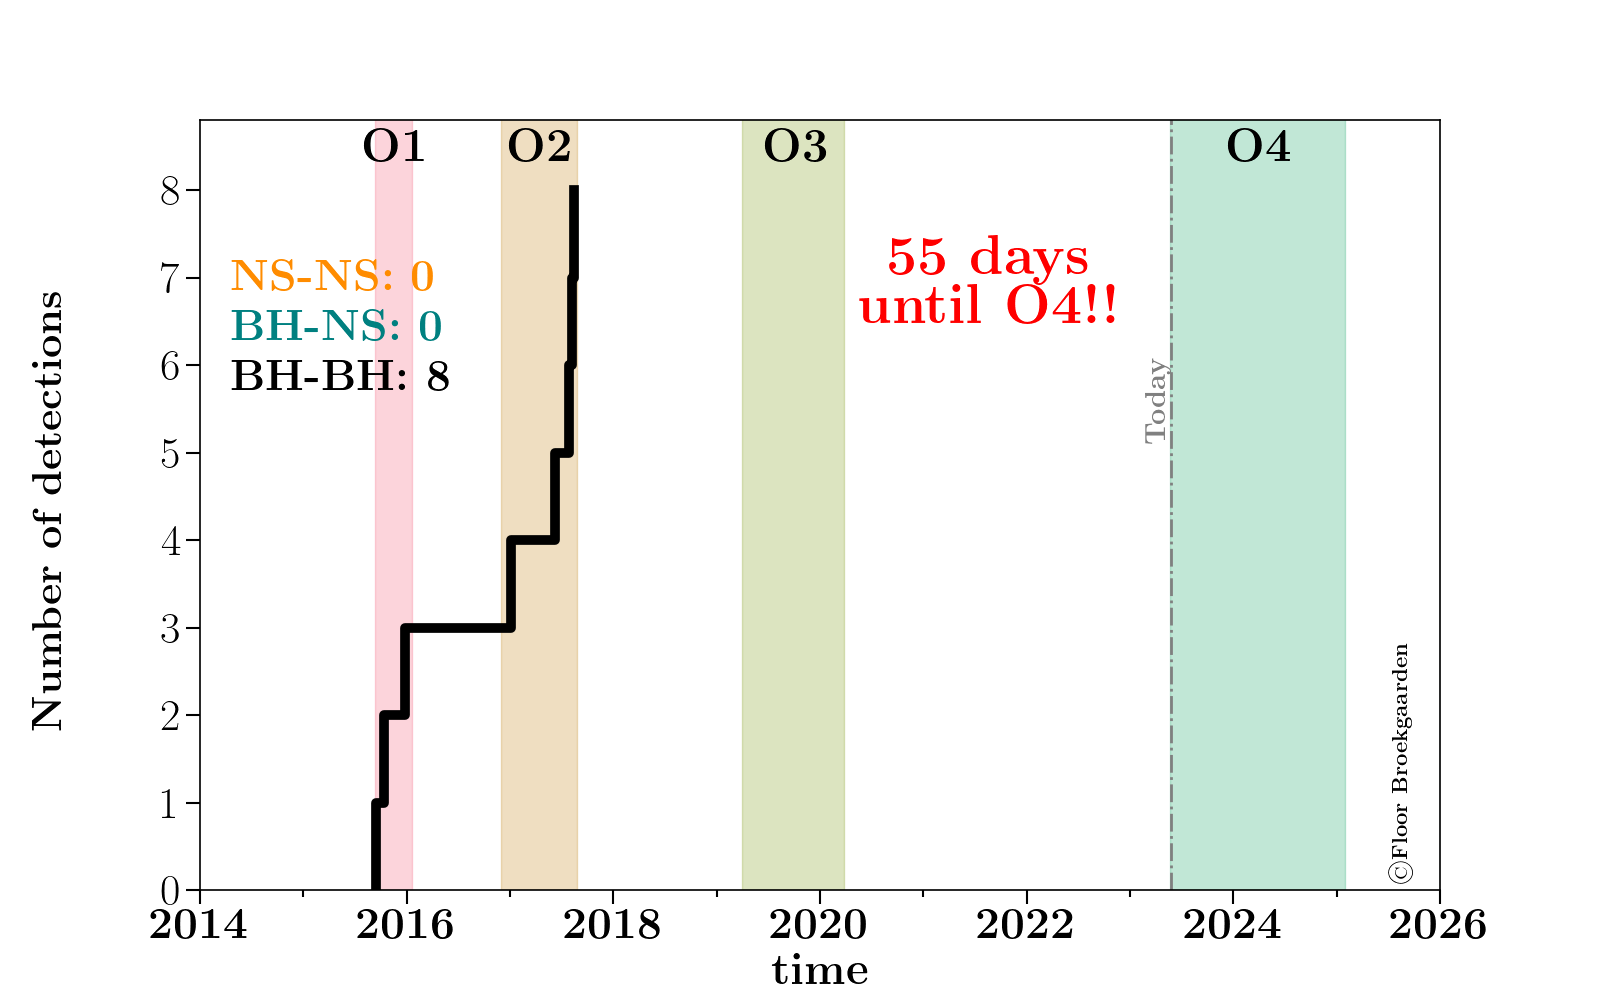 O1 O2 O3 O4
8
7
6
5
4
3
2
1
0
Number of detections
NS-NS: 0
BH-NS: 0
BH-BH: 8
55 days
until O4!!
Today
©Floor Broekgaarden
2014 2016 2018 2020 2022 2024 2026
time